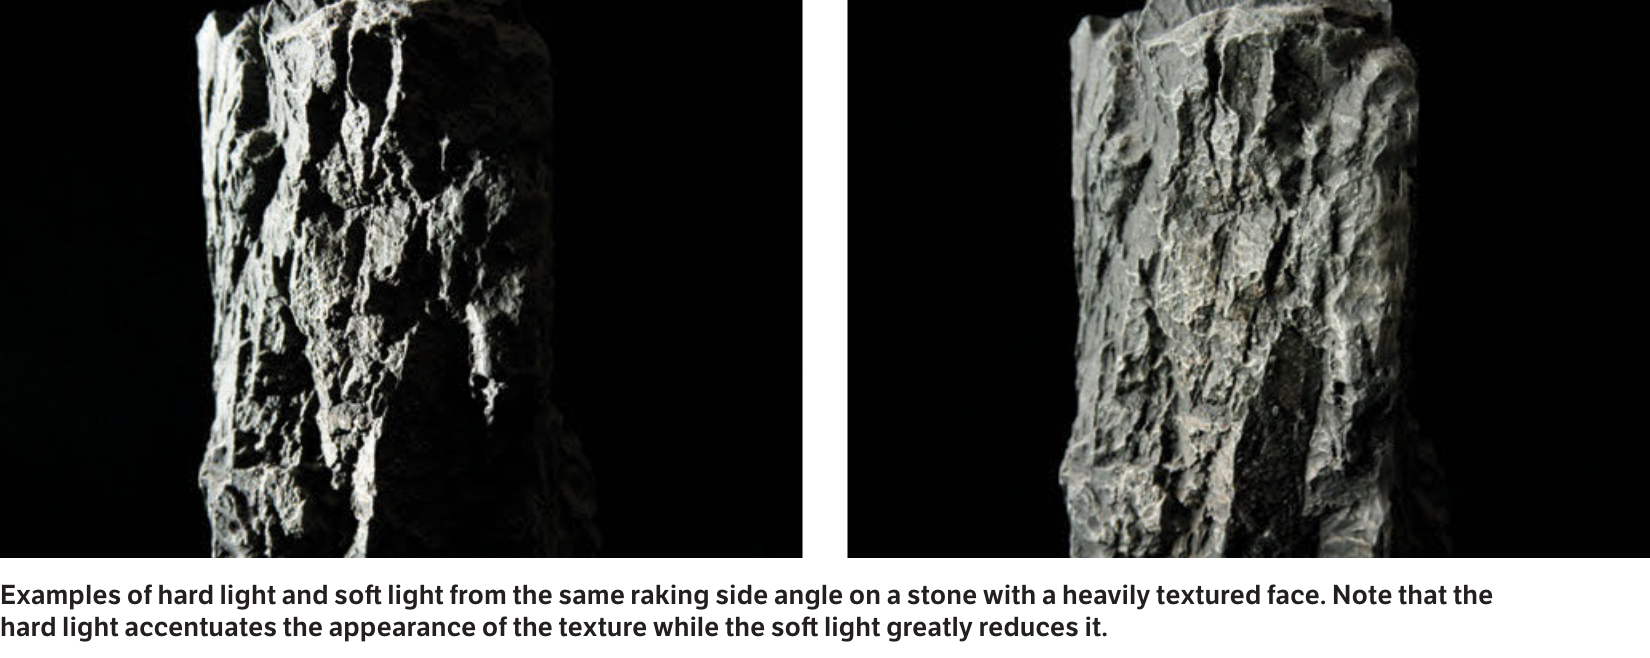 Examples of hard light and soft light from the same raking side angle on a stone with a heavily textured face. Note that the
hard light accentuates the appearance of the texture while the soft light greatly reduces it.